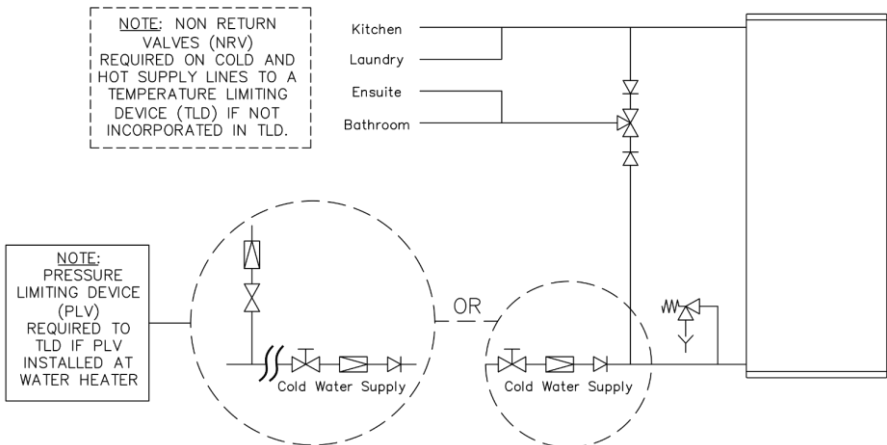 NOTE: NON RETURN
VALVES (NRV)
REQUIRED ON COLD AND
HOT SUPPLY LINES TO A
TEMPERATURE LIMITING
DEVICE (TLD) IF NOT
INCORPORATED IN TLD.
Kitchen
Laundry
Ensuite
Bathroom
NOTE:
PRESSURE
LIMITING DEVICE
(PLV)
REQUIRED TO
TLD IF PLV
INSTALLED AT
WATER HEATER
OR
Cold Water Supply
Cold Water Supply